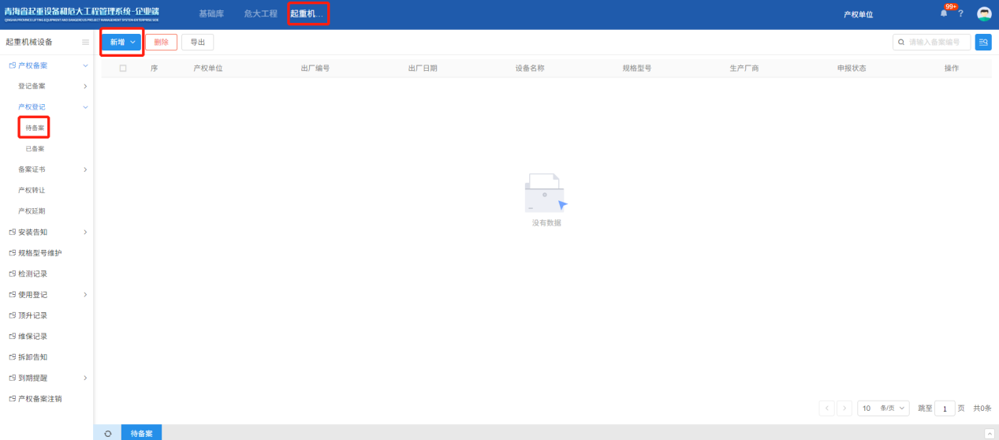 青海省起重设备和危大工程管理系统-企业端
QINGHAI PROVINCE LIFTING EQUIPMENT AND DANGEROUS PROJECT MANAGEMENT SYSTEM-ENTERPRISE SIDE
基础库 危大工程 起重机... 产权单位 99+ ?
起重机械设备
新增 删除 导出 请输入备案编号
序 产权单位 出厂编号 出厂日期 设备名称 规格型号 生产厂商 申报状态 操作
产权备案
登记备案
产权登记
待备案
已备案
备案证书
产权转让
产权延期
安装告知
规格型号维护
检测记录
使用登记
顶升记录
维保记录
拆卸告知
到期提醒
产权备案注销
没有数据
10 条/页 跳至 1 页 共0条
待备案